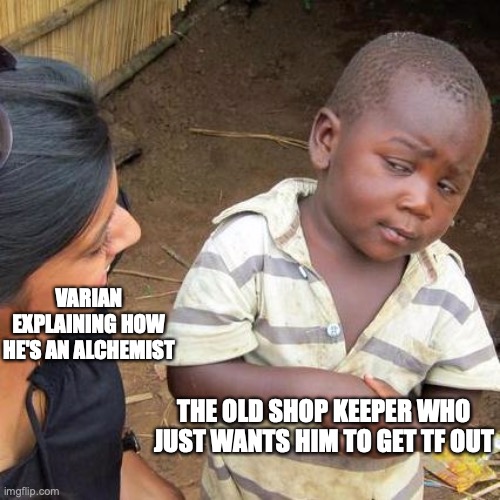 VARIAN
EXPLAINING HOW
HE'S AN ALCHEMIST
THE OLD SHOP KEEPER WHO
JUST WANTS HIM TO GET TF OUT
imgflip.com